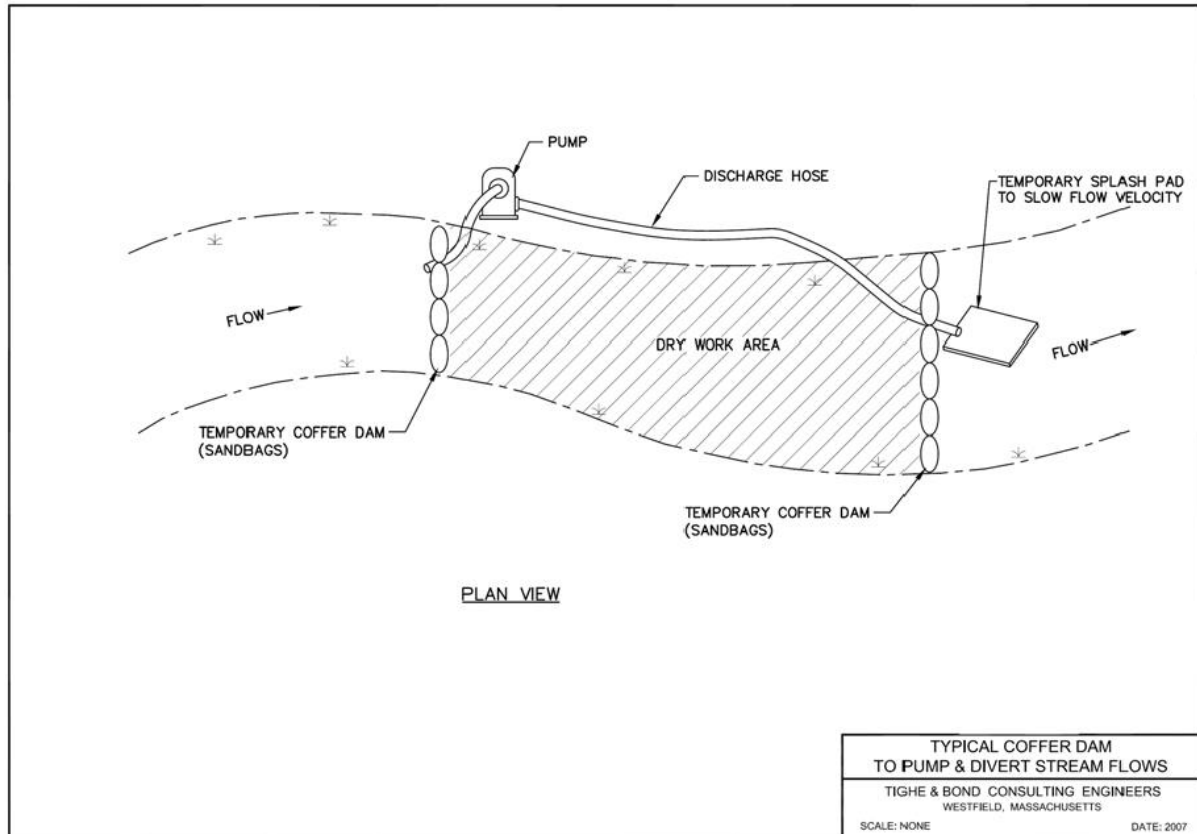 PUMP
DISCHARGE HOSE
TEMPORARY SPLASH PAD
TO SLOW FLOW VELOCITY
FLOW
DRY WORK AREA
FLOW
TEMPORARY COFFER DAM
(SANDBAGS)
TEMPORARY COFFER DAM
(SANDBAGS)
PLAN VIEW
TYPICAL COFFER DAM
TO PUMP & DIVERT STREAM FLOWS
TIGHE & BOND CONSULTING ENGINEERS
WESTFIELD, MASSACHUSETTS
SCALE: NONE DATE: 2007